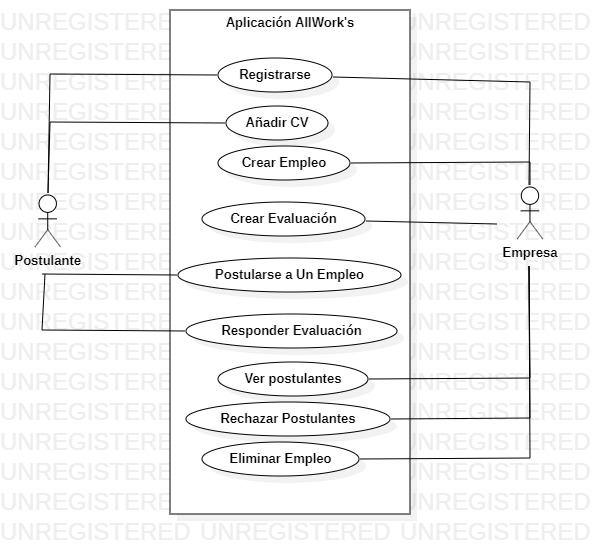 Aplicación AllWork's
Registrarse
Añadir CV
Crear Empleo
Crear Evaluación
Postulante
Empresa
Postularse a Un Empleo
Responder Evaluación
Ver postulantes
Rechazar Postulantes
Eliminar Empleo
UNREGISTERED UNREGISTERED UNREGISTERED